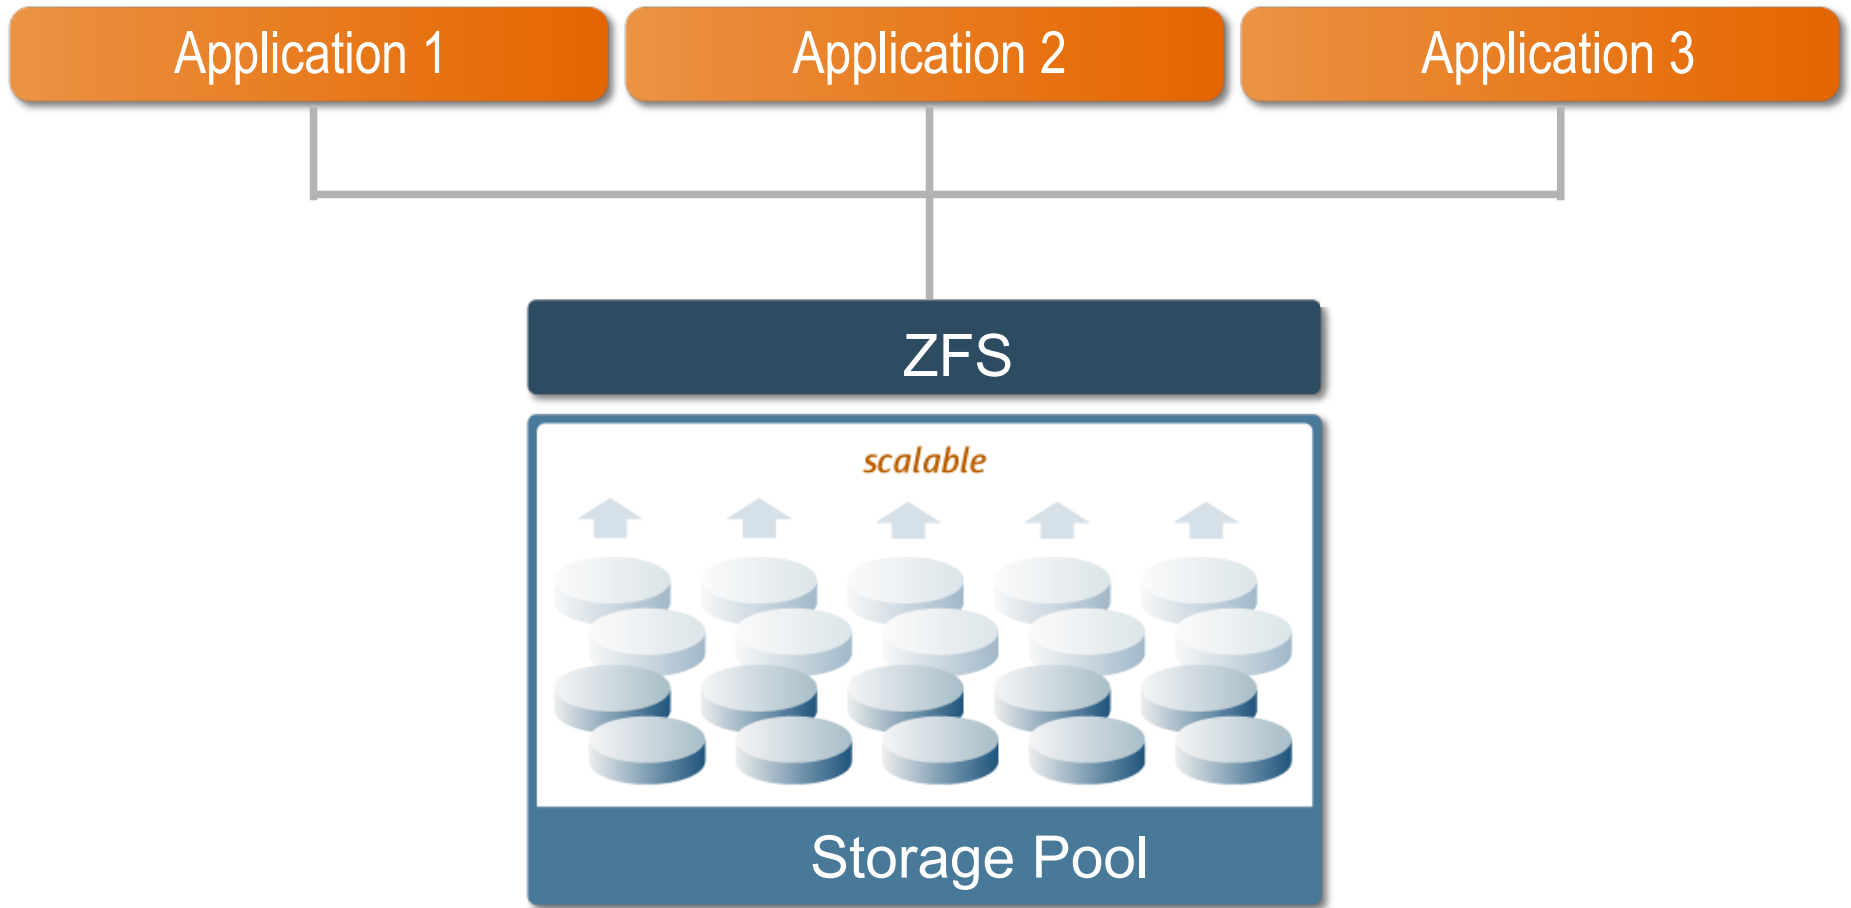 Application 1
Application 2
Application 3
ZFS
scalable
Storage Pool